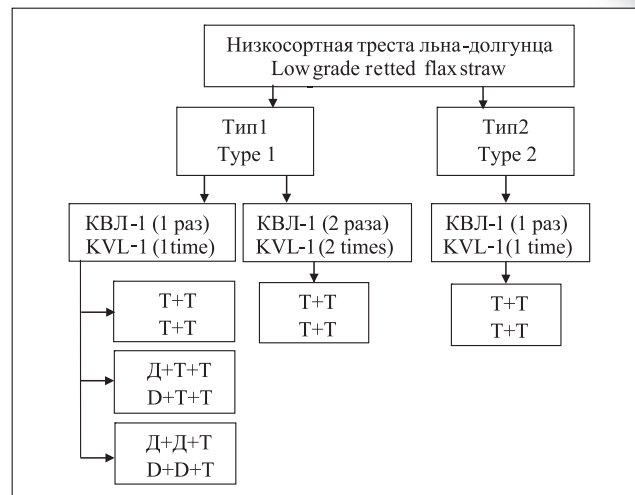 Низкосортная треста льна-долгунца
Low grade retted flax straw
Тип1
Type 1
Тип2
Type 2
КВЛ-1 (1 раз)
KVL-1 (1time)
КВЛ-1 (2 раза)
KVL-1 (2 times)
КВЛ-1 (1 раз)
KVL-1(1 time)
Т+Т
T+T
Т+Т
T+T
Т+Т
T+T
Д+Т+Т
D+T+T
Д+Д+Т
D+D+T